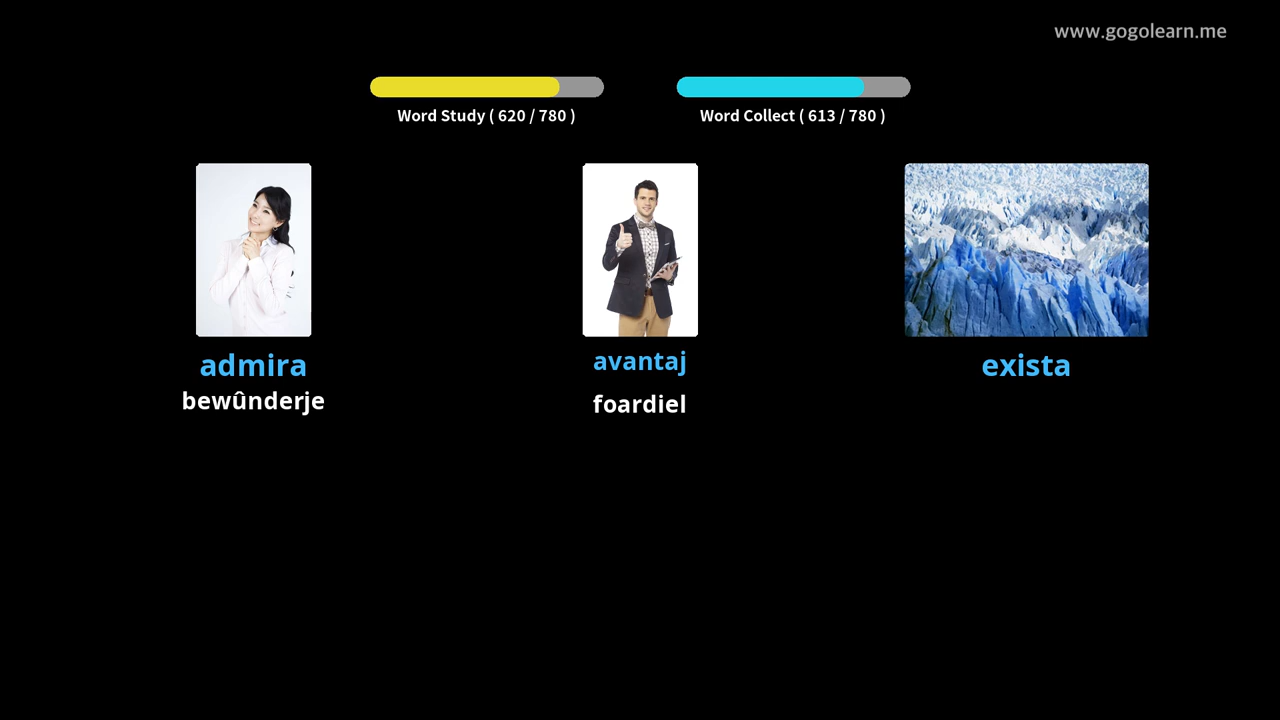 www.gogolearn.me
Word Study ( 620 / 780 )
Word Collect ( 613 / 780 )
admira
bewûnderje
avantaj
foardiel
exista